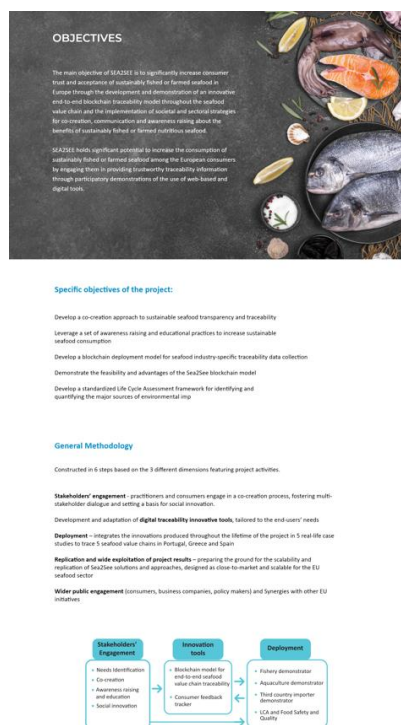 OBJECTIVES
The main objective of SEA2SEE is to significantly increase consumer
trust and acceptance of sustainably fished or farmed seafood in
Europe through the development and demonstration of an innovative
end-to-end blockchain traceability model throughout the seafood
value chain and the implementation of societal and sectorial strategies
for co-creation, communication and awareness raising about the
benefits of sustainably fished or farmed nutritious seafood.
SEA2SEE holds significant potential to increase the consumption of
sustainably fished or farmed seafood among the European consumers
by engaging them in providing trustworthy traceability information
through participatory demonstrations of the use of web-based and
digital tools.
Specific objectives of the project:
Develop a co-creation approach to sustainable seafood transparency and traceability
Leverage a set of awareness raising and educational practices to increase sustainable
seafood consumption
Develop a blockchain deployment model for seafood industry-specific traceability data collection
Demonstrate the feasibility and advantages of the Sea2See blockchain model
Develop a standardized Life Cycle Assessment framework for identifying and
quantifying the major sources of environmental imp
General Methodology
Constructed in 6 steps based on the 3 different dimensions featuring project activities.
Stakeholders' engagement - practitioners and consumers engage in a co-creation process, fostering multi-
stakeholder dialogue and setting a basis for social innovation.
Development and adaptation of digital traceability innovative tools, tailored to the end-users' needs
Deployment – integrates the innovations produced throughout the lifetime of the project in 5 real-life case
studies to trace 5 seafood value chains in Portugal, Greece and Spain
Replication and wide exploitation of project results – preparing the ground for the scalability and
replication of Sea2See solutions and approaches, designed as close-to-market and scalable for the EU
seafood sector
Wider public engagement (consumers, business companies, policy makers) and Synergies with other EU
initiatives
Stakeholders'
Engagement
• Needs Identification
• Co-creation
• Awareness raising
and education
• Social innovation
Innovation
tools
• Blockchain model for
end-to-end seafood
value chain traceability
• Consumer feedback
tracker
Deployment
• Fishery demonstrator
• Aquaculture demonstrator
• Third country importer
demonstrator
• LCA and Food Safety and
Quality